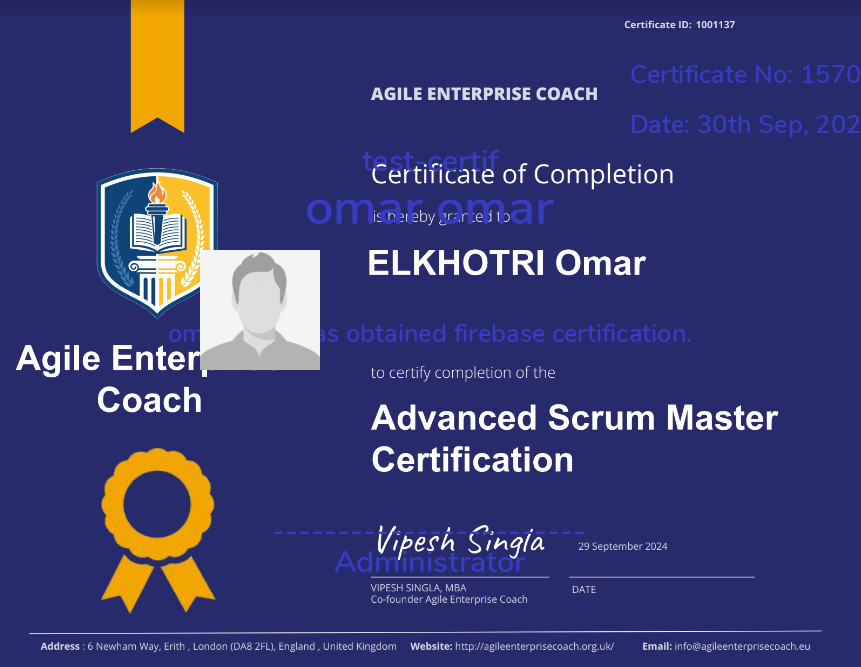 Certificate ID: 1001137
Certificate No: 1570
AGILE ENTERPRISE COACH
Date: 30th Sep, 202
test-certif
Certificate of Completion
omar omar
is hereby granted to
ELKHOTRI Omar
as obtained firebase certification.
Agile
Coach
to certify completion of the
Advanced Scrum Master
Certification
Vipesh Singla
29 September 2024
Administrator
VIPESH SINGLA, MBA
DATE
Co-founder Agile Enterprise Coach
Address : 6 Newham Way, Erith , London (DA8 2FL), England , United Kingdom Website: http://agileenterprisecoach.org.uk/ Email: info@agileenterprisecoach.eu